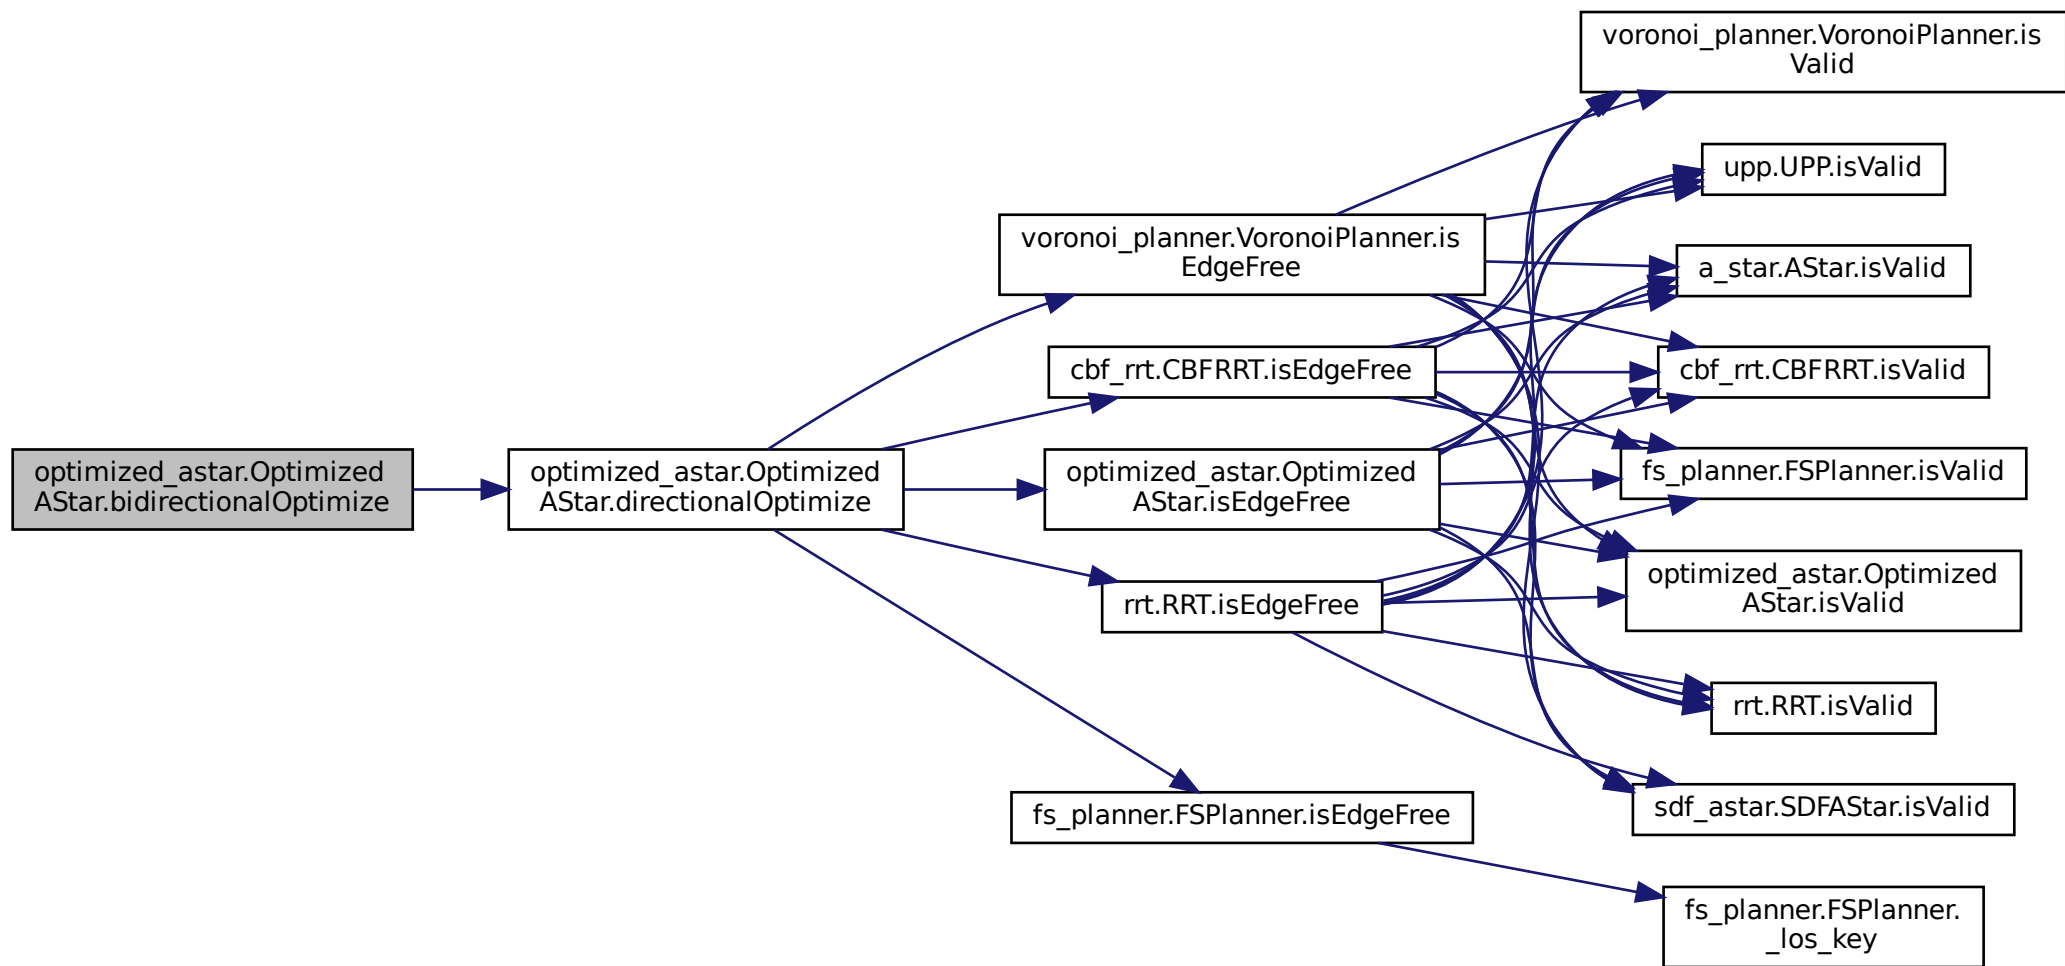 optimized_astar.Optimized
AStar.bidirectionalOptimize
optimized_astar.Optimized
AStar.directionalOptimize
voronoi_planner.VoronoiPlanner.is
EdgeFree
cbf_rrt.CBFRRT.isEdgeFree
optimized_astar.Optimized
AStar.isEdgeFree
rrt.RRT.isEdgeFree
fs_planner.FSPlanner.isEdgeFree
voronoi_planner.VoronoiPlanner.is
Valid
upp.UPP.isValid
a_star.AStar.isValid
cbf_rrt.CBFRRT.isValid
fs_planner.FSPlanner.isValid
optimized_astar.Optimized
AStar.isValid
rrt.RRT.isValid
sdf_astar.SDFAStar.isValid
fs_planner.FSPlanner.
_los_key